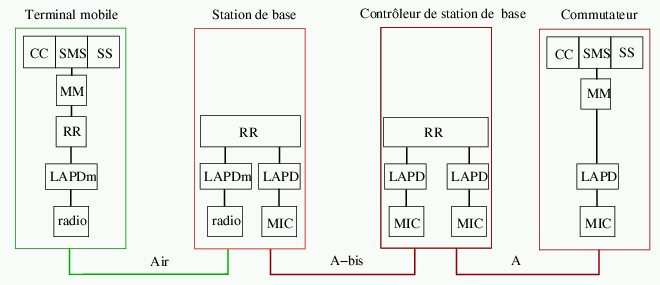 Terminal mobile Station de base Contrôleur de station de base Commutateur
CC SMS SS CC SMS SS
MM MM
RR RR RR
LAPDm LAPDm LAPD LAPD LAPD LAPD
radio radio MIC MIC MIC MIC
Air A-bis A